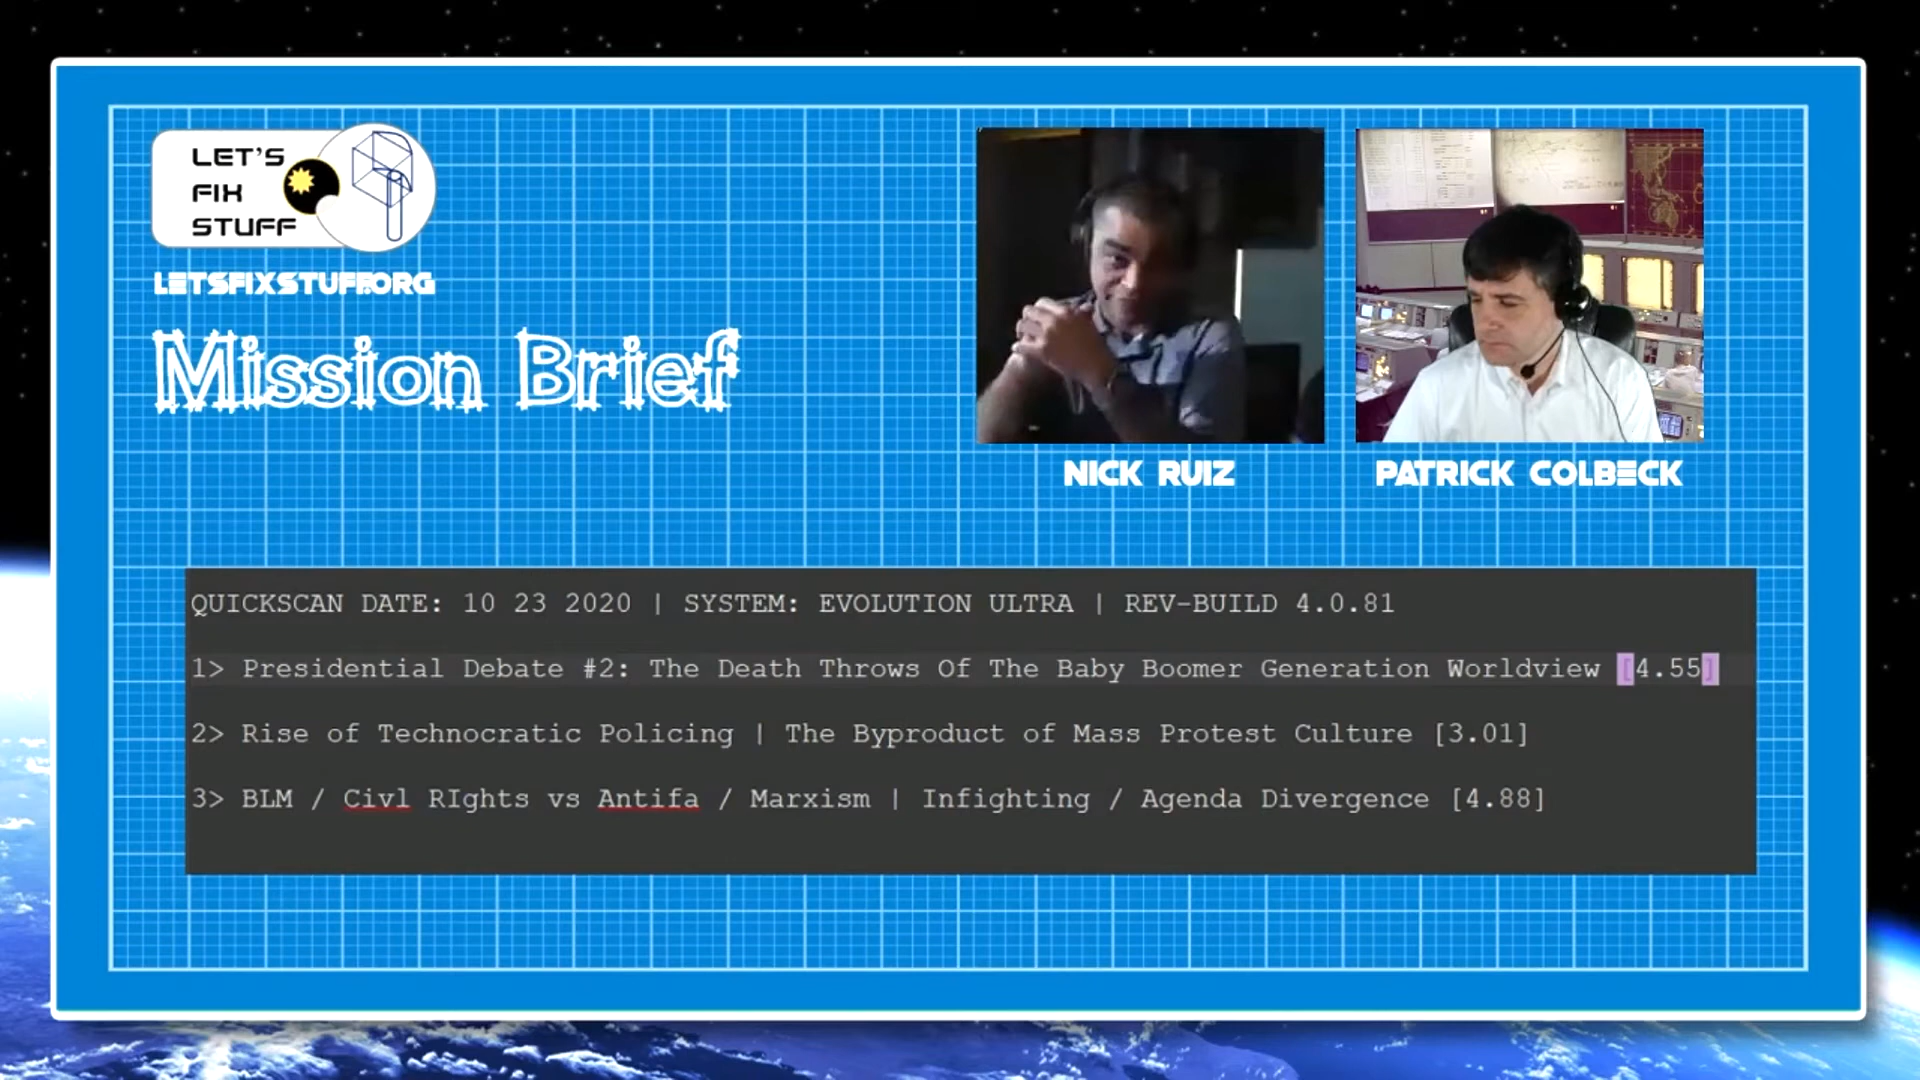 LET'S
FIX
STUFF
LETSFIXSTUFF.ORG
Mission Brief
NICK RUIZ
PATRICK COLBECK
QUICKSCAN DATE: 10 23 2020 | SYSTEM: EVOLUTION ULTRA | REV-BUILD 4.0.81
1> Presidential Debate #2: The Death Throws Of The Baby Boomer Generation Worldview [4.55]
2> Rise of Technocratic Policing | The Byproduct of Mass Protest Culture [3.01]
3> BLM / Civl RIghts vs Antifa / Marxism | Infighting / Agenda Divergence [4.88]